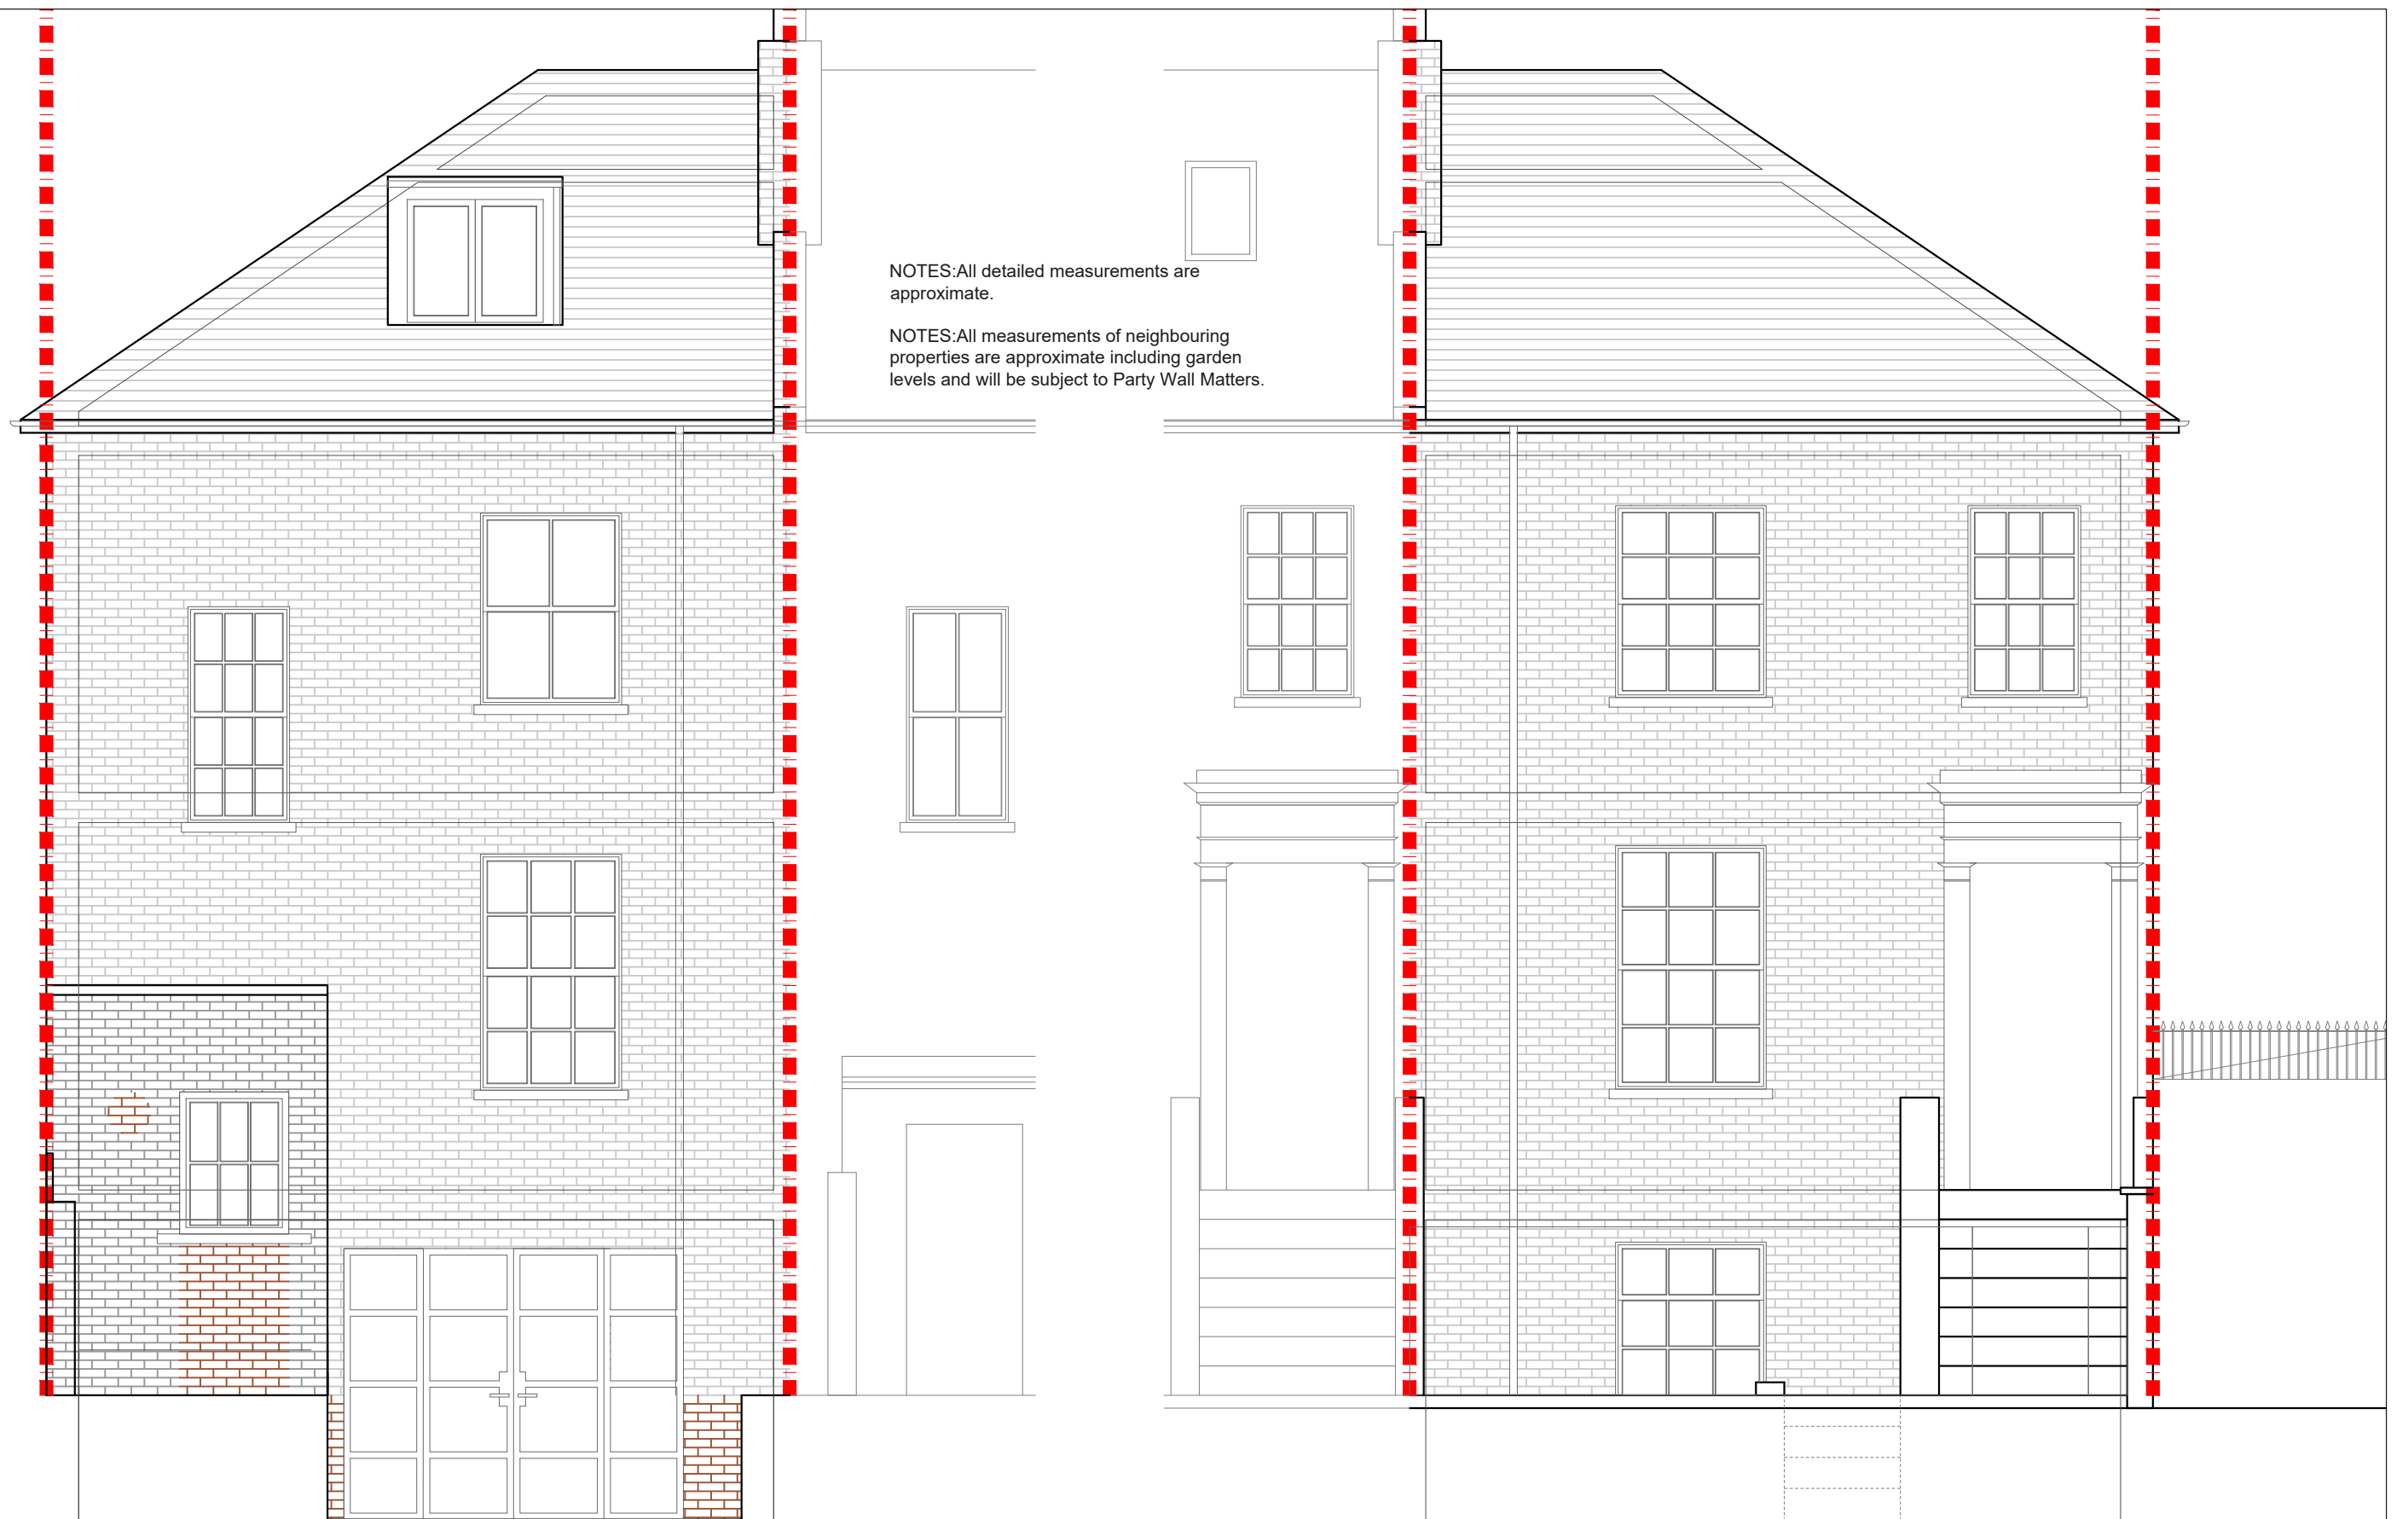 NOTES:All detailed measurements are
approximate.
NOTES:All measurements of neighbouring
properties are approximate including garden
levels and will be subject to Party Wall Matters.